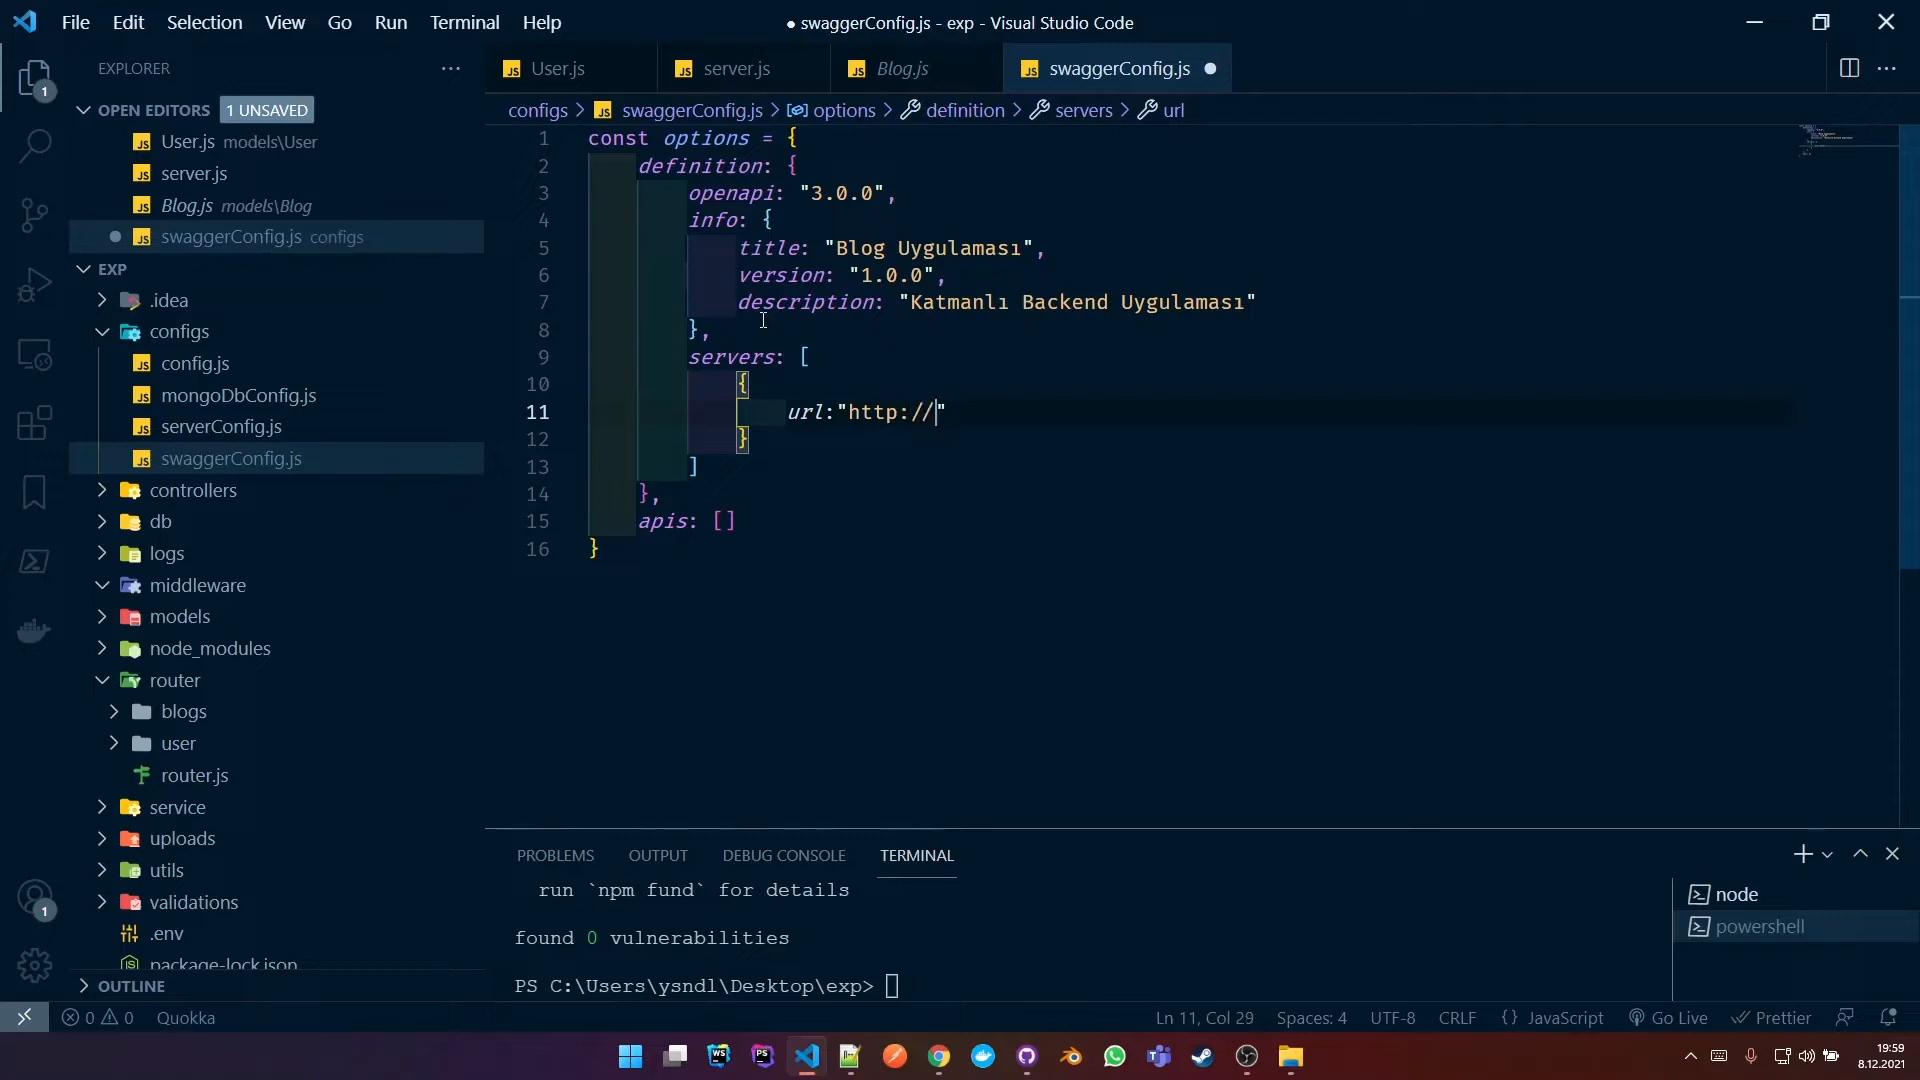 File Edit Selection View Go Run Terminal Help
● swaggerConfig.js - exp - Visual Studio Code
EXPLORER
OPEN EDITORS 1 UNSAVED
User.js models\User
server.js
Blog.js models\Blog
swaggerConfig.js configs
EXP
.idea
configs
config.js
mongoDbConfig.js
serverConfig.js
swaggerConfig.js
controllers
db
logs
middleware
models
node_modules
router
blogs
user
router.js
service
uploads
utils
validations
.env
package-lock.json
OUTLINE
User.js
server.js
Blog.js
swaggerConfig.js
configs > swaggerConfig.js > options > definition > servers > url
1 const options = {
2 definition: {
3 openapi: "3.0.0",
4 info: {
5 title: "Blog Uygulaması",
6 version: "1.0.0",
7 description: "Katmanlı Backend Uygulaması"
8 },
9 servers: [
10 {
11 url:"http://"
12 }
13 ]
14 },
15 apis: []
16 }
PROBLEMS OUTPUT DEBUG CONSOLE TERMINAL
run `npm fund` for details
found 0 vulnerabilities
PS C:\Users\ysndl\Desktop\exp>
node
powershell
0 0 Quokka
Ln 11, Col 29 Spaces: 4 UTF-8 CRLF {} JavaScript Go Live Prettier
19:59
8.12.2021